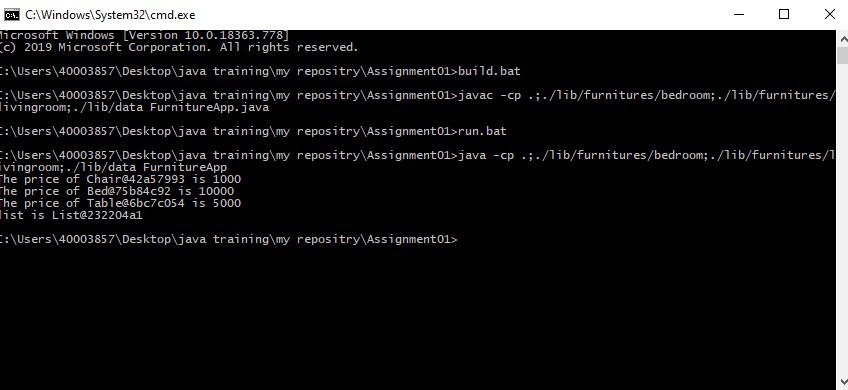 C:\Windows\System32\cmd.exe
Microsoft Windows [Version 10.0.18363.778]
(c) 2019 Microsoft Corporation. All rights reserved.
C:\Users\40003857\Desktop\java training\my repositry\Assignment01>build.bat
C:\Users\40003857\Desktop\java training\my repositry\Assignment01>javac -cp .;./lib/furnitures/bedroom;./lib/furnitures/
livingroom;./lib/data FurnitureApp.java
C:\Users\40003857\Desktop\java training\my repositry\Assignment01>run.bat
C:\Users\40003857\Desktop\java training\my repositry\Assignment01>java -cp .;./lib/furnitures/bedroom;./lib/furnitures/l
ivingroom;./lib/data FurnitureApp
The price of Chair@42a57993 is 1000
The price of Bed@75b84c92 is 10000
The price of Table@6bc7c054 is 5000
list is List@232204a1
C:\Users\40003857\Desktop\java training\my repositry\Assignment01>